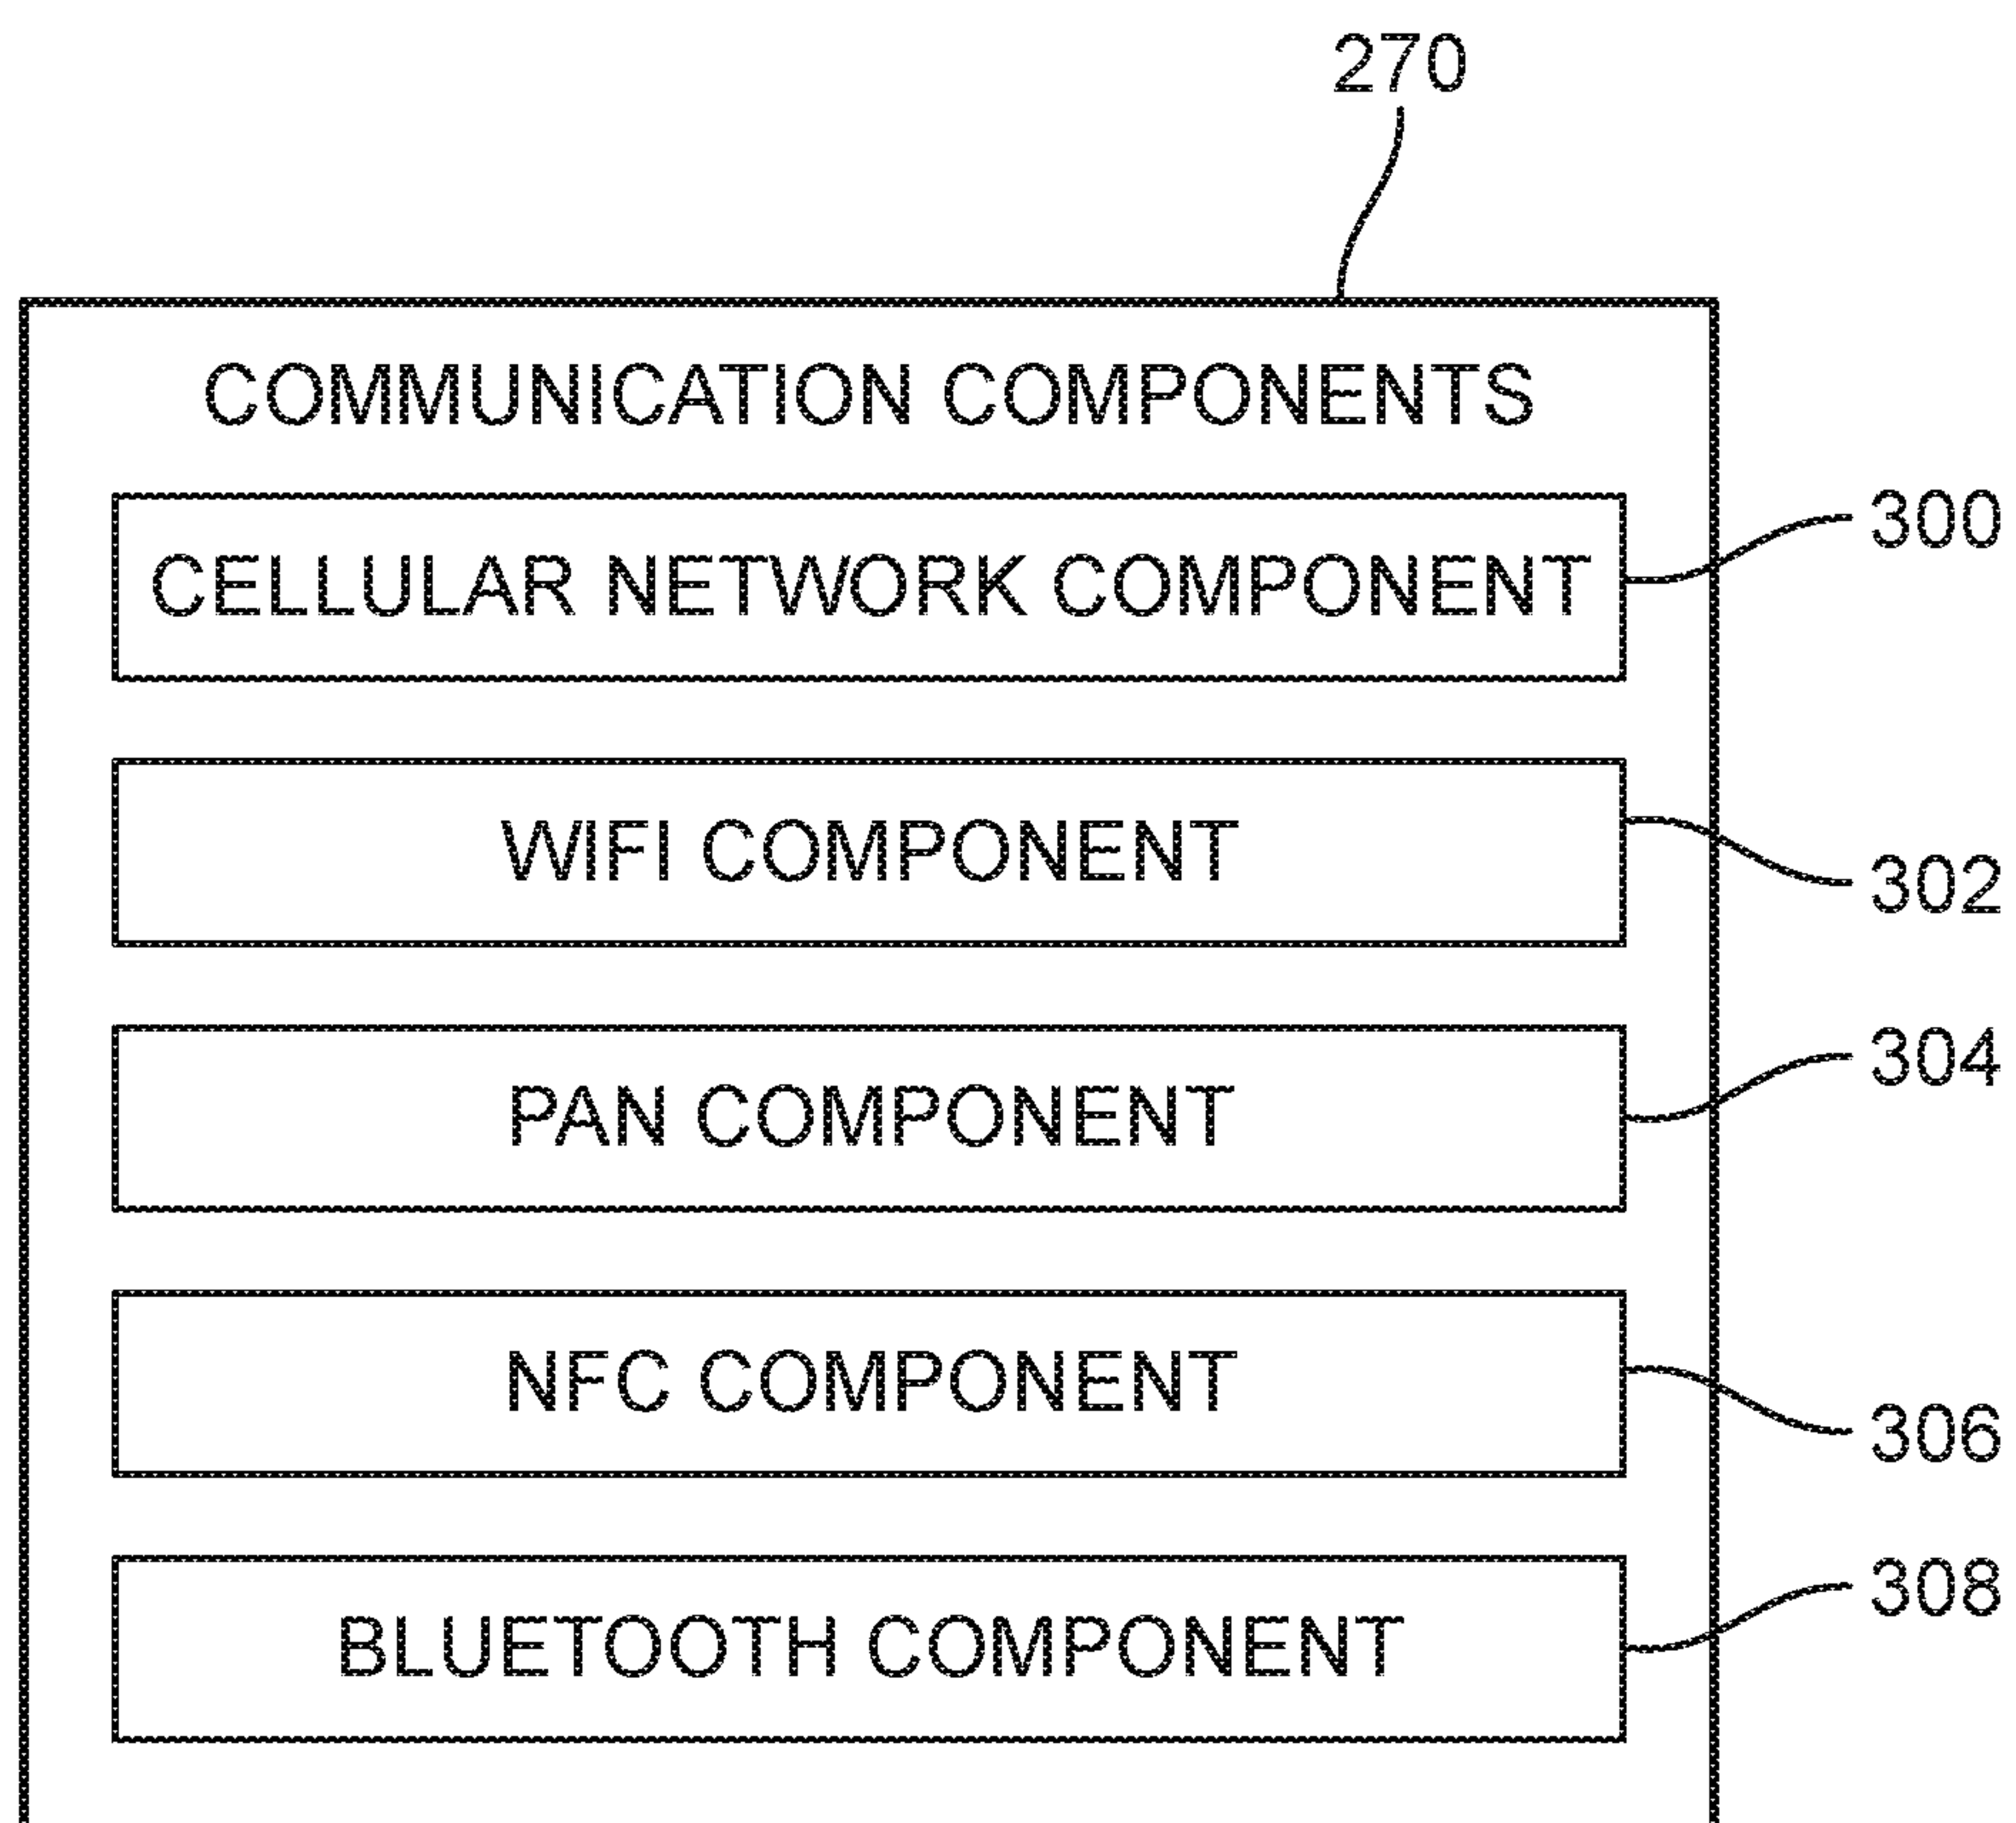 270
COMMUNICATION COMPONENTS
CELLULAR NETWORK COMPONENT
300
WIFI COMPONENT
302
PAN COMPONENT
304
NFC COMPONENT
306
BLUETOOTH COMPONENT
308